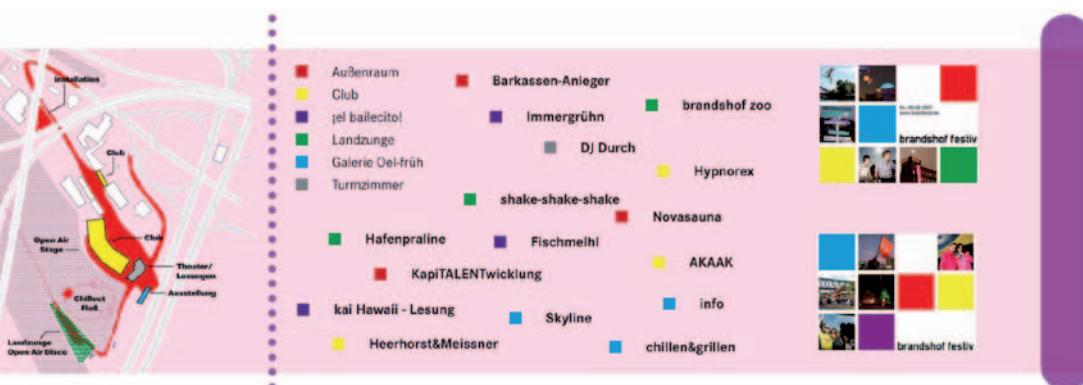 Installation
Club
Open Air
Stage
Club
Theater/
Lesungen
Ausstellung
Chillout
Floß
Landzunge
Open Air Disco
Außenraum
Club
¡el bailecito!
Landzunge
Galerie Oel-früh
Turmzimmer
Barkassen-Anleger
brandshof zoo
Immergrühn
DJ Durch
Hypnorex
shake-shake-shake
Novasauna
Hafenpraline
Fischmeihl
AKAAK
KapiTALENTwicklung
info
kai Hawaii - Lesung
Skyline
Heerhorst&Meissner
chillen&grillen
brandshof festiv
brandshof festiv